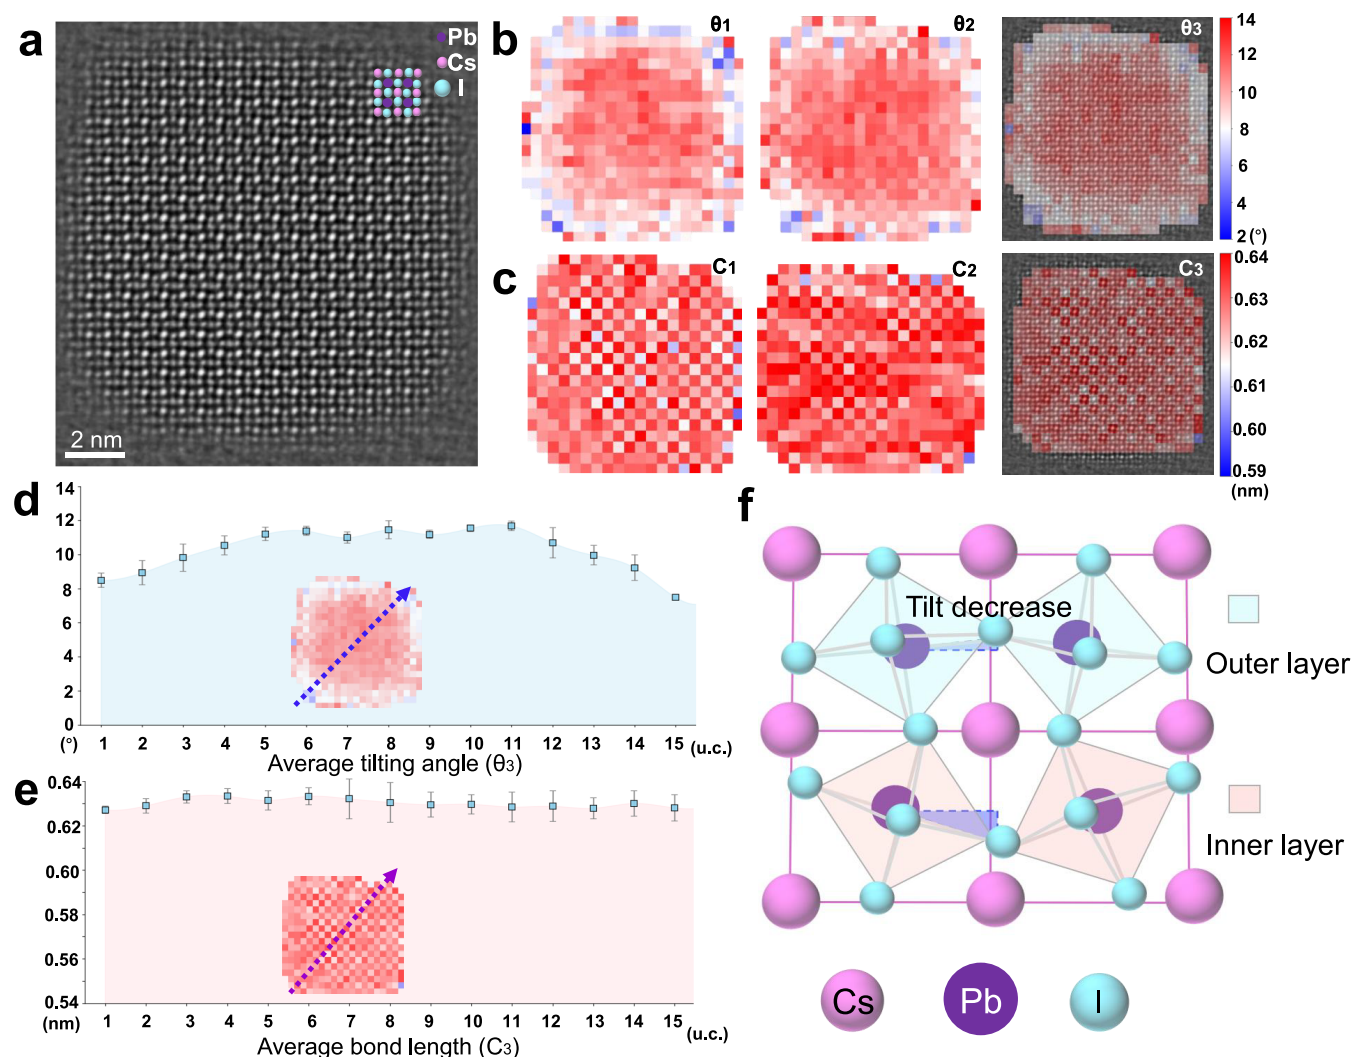 a
Pb
Cs
I
2 nm
b
θ1
θ2
θ3
14
12
10
8
6
4
2 (°)
c
C1
C2
C3
0.64
0.63
0.62
0.61
0.60
0.59
(nm)
d
14
12
10
8
6
4
2
0
(°)
1 2 3 4 5 6 7 8 9 10 11 12 13 14 15 (u.c.)
Average tilting angle (θ3)
e
0.64
0.62
0.60
0.58
0.56
0.54
(nm)
1 2 3 4 5 6 7 8 9 10 11 12 13 14 15 (u.c.)
Average bond length (C3)
f
Tilt decrease
Outer layer
Inner layer
Cs
Pb
I